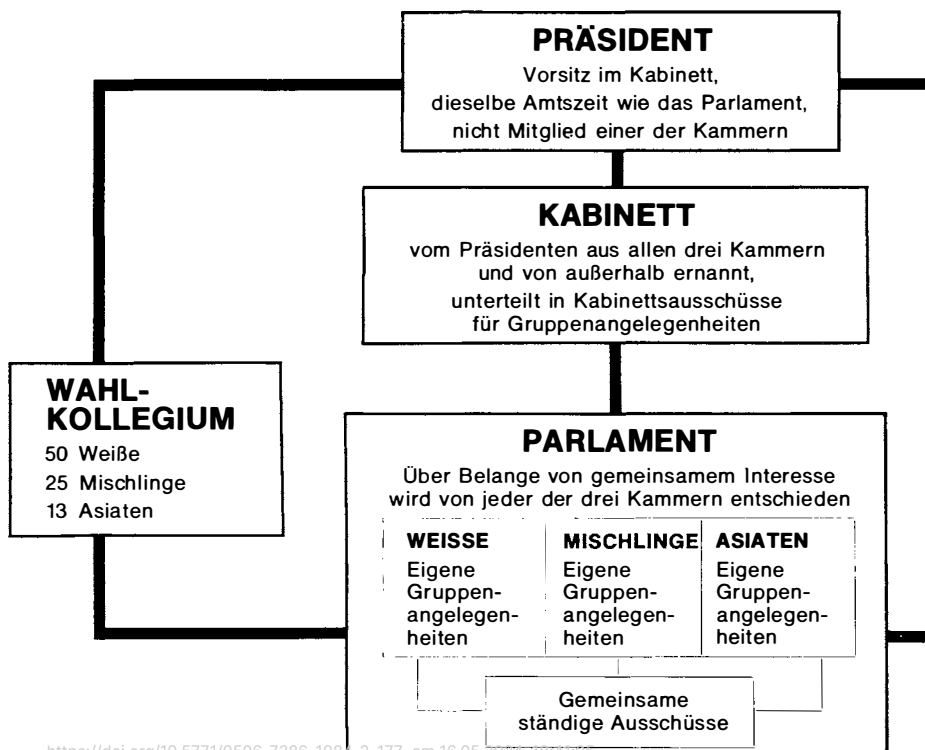 PRÄSIDENT
Vorsitz im Kabinett,
dieselbe Amtszeit wie das Parlament,
nicht Mitglied einer der Kammern
KABINETT
vom Präsidenten aus allen drei Kammern
und von außerhalb ernannt,
unterteilt in Kabinettsausschüsse
für Gruppenangelegenheiten
WAHL-
KOLLEGIUM
50 Weiße
25 Mischlinge
13 Asiaten
PARLAMENT
Über Belange von gemeinsamem Interesse
wird von jeder der drei Kammern entschieden
WEISSE
Eigene
Gruppen-
angelegen-
heiten
MISCHLINGE
Eigene
Gruppen-
angelegen-
heiten
ASIATEN
Eigene
Gruppen-
angelegen-
heiten
Gemeinsame
ständige Ausschüsse